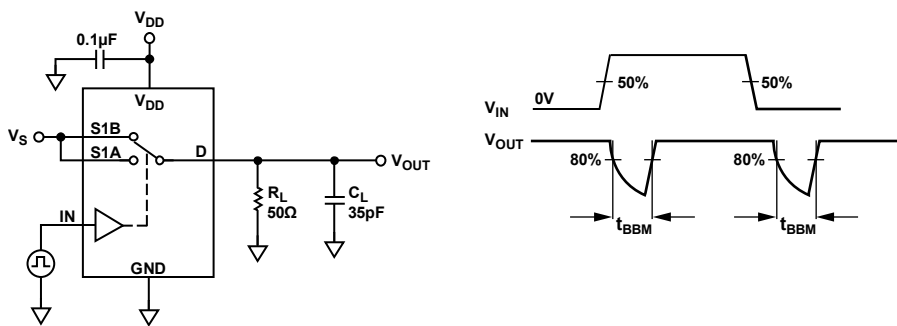 V_DD
0.1µF
V_DD
V_S
S1B
S1A
D
V_OUT
R_L
50Ω
C_L
35pF
IN
GND
V_IN
0V
50%
50%
V_OUT
80%
80%
t_BBM
t_BBM